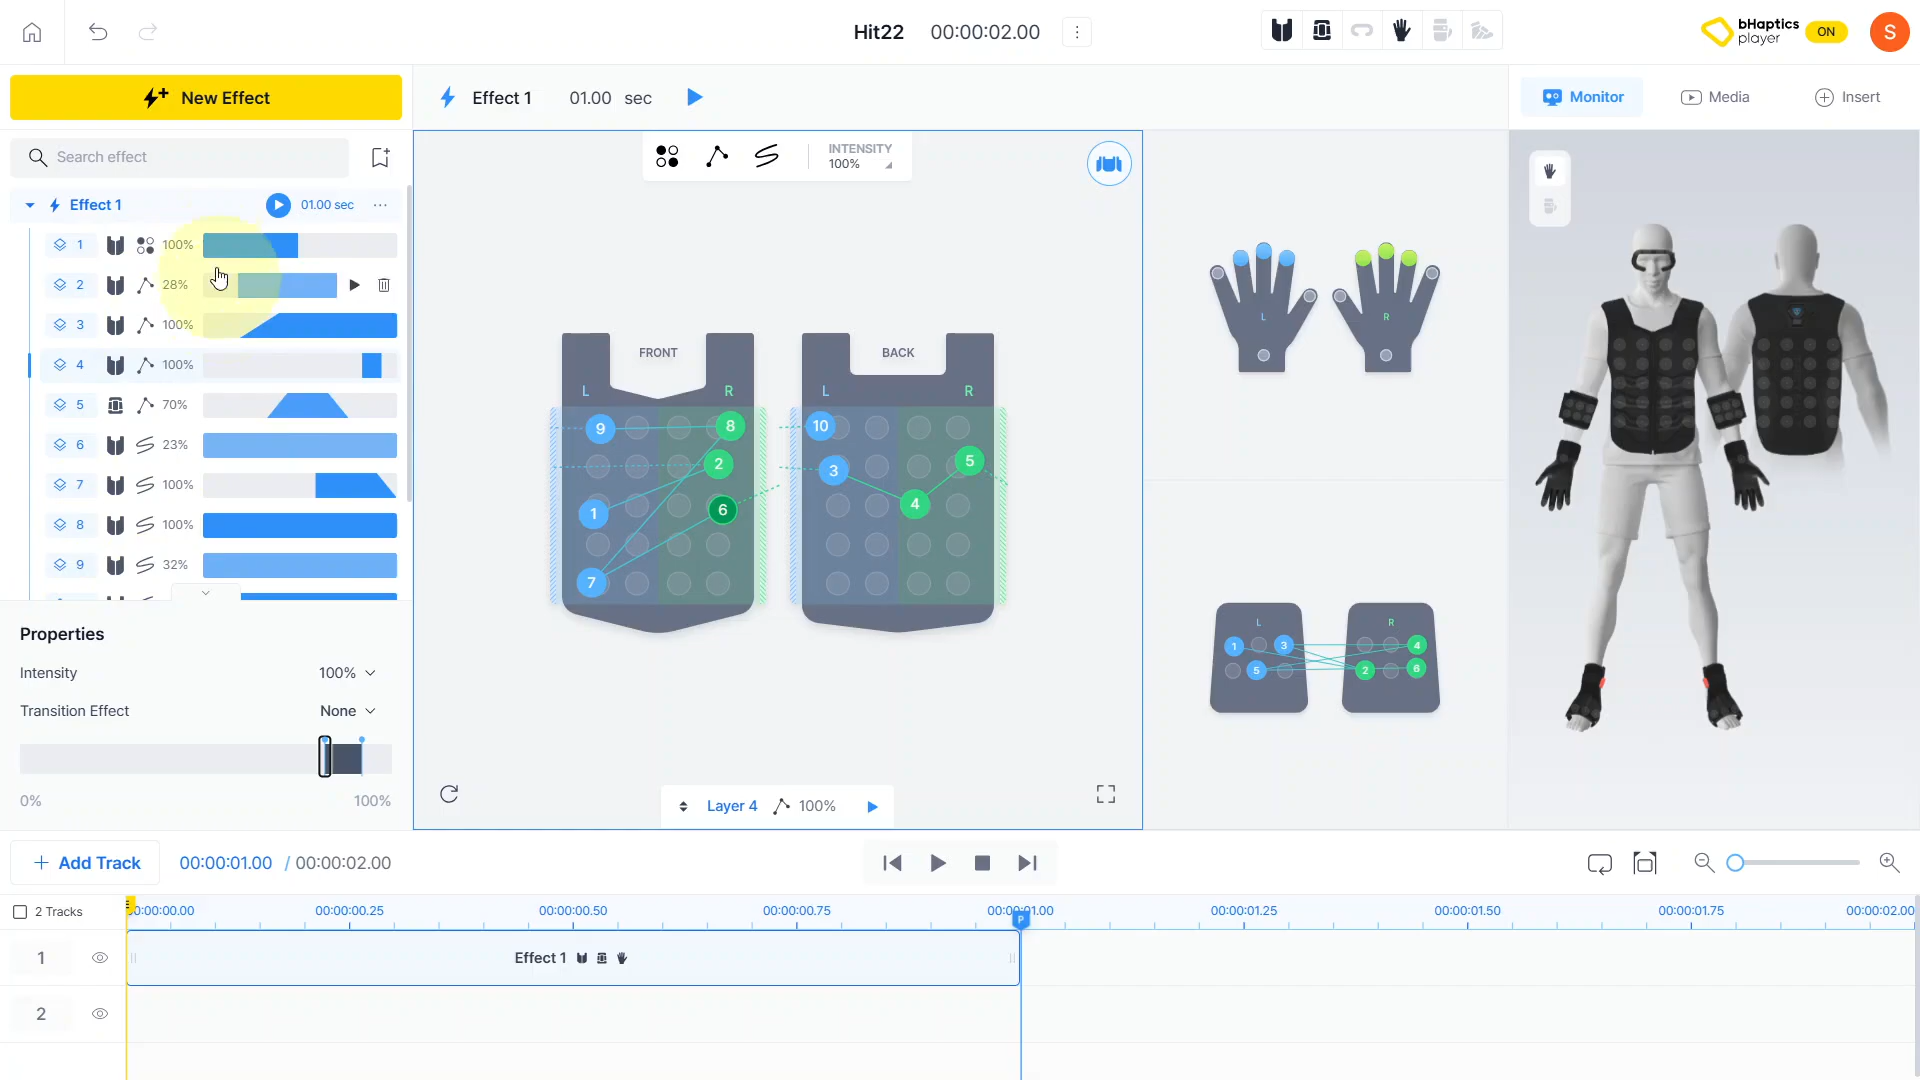 Hit22 00:00:02.00
bHaptics player ON S
New Effect
Effect 1 01.00 sec
Monitor Media Insert
Search effect
INTENSITY
100%
Effect 1 01.00 sec
1 100%
2 28%
3 100%
4 100%
5 70%
6 23%
7 100%
8 100%
9 32%
FRONT BACK
L R L R
9 8 10
2 3 5
1 6 4
7
L R
L R
1 3 4
5 2 6
Layer 4 100%
Properties
Intensity 100%
Transition Effect None
0% 100%
Add Track 00:00:01.00 / 00:00:02.00
2 Tracks 0:00:00.00 00:00:00.25 00:00:00.50 00:00:00.75 00:00:01.00 00:00:01.25 00:00:01.50 00:00:01.75 00:00:02.00
P
1 Effect 1
2